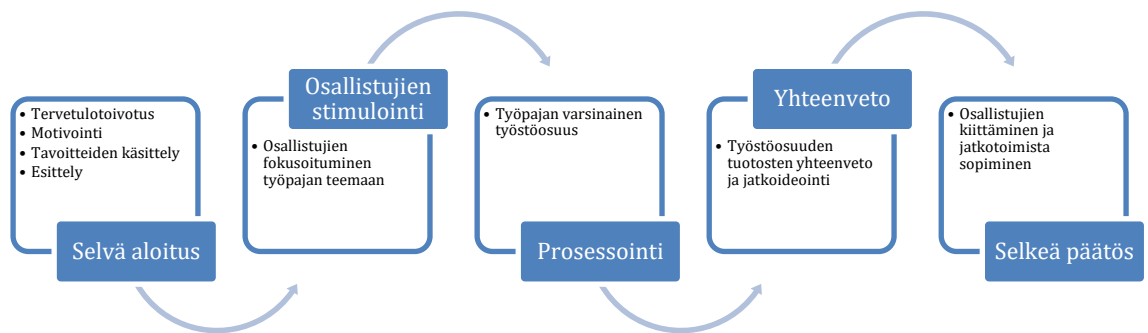 • Tervetulotoivotus
• Motivointi
• Tavoitteiden käsittely
• Esittely
Selvä aloitus
Osallistujien
stimulointi
• Osallistujien
fokusoituminen
työpajan teemaan
• Työpajan varsinainen
työstöosuus
Prosessointi
Yhteenveto
• Työstöosuuden
tuotosten yhteenveto
ja jatkoideointi
• Osallistujien
kiittäminen ja
jatkotoimista
sopiminen
Selkeä päätös